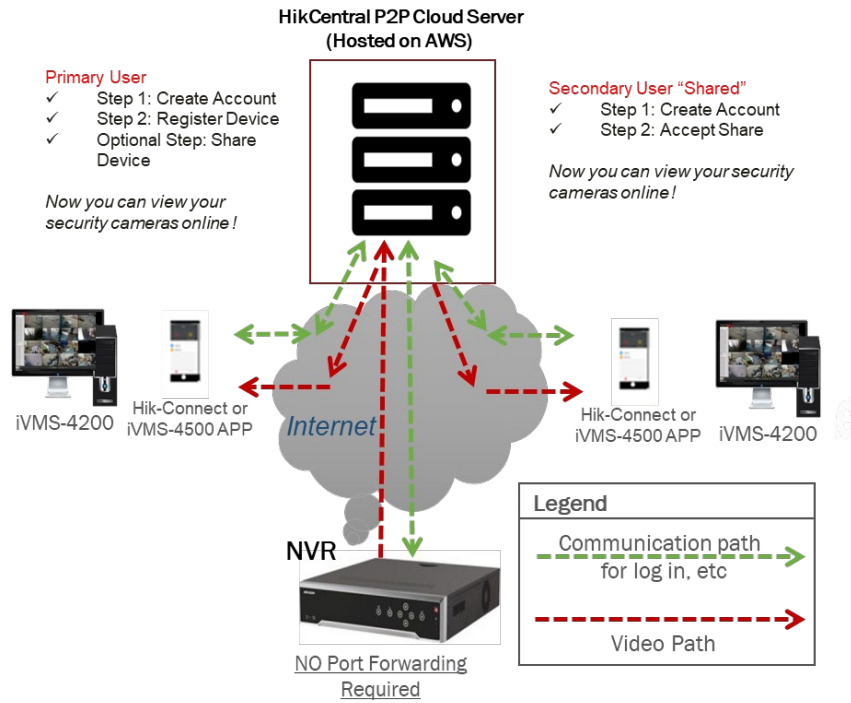 HikCentral P2P Cloud Server
(Hosted on AWS)
Primary User
✓ Step 1: Create Account
✓ Step 2: Register Device
✓ Optional Step: Share
Device
Now you can view your
security cameras online !
Secondary User “Shared”
✓ Step 1: Create Account
✓ Step 2: Accept Share
Now you can view your security
cameras online !
iVMS-4200
Hik-Connect or
iVMS-4500 APP
Internet
Hik-Connect or
iVMS-4500 APP
iVMS-4200
NVR
NO Port Forwarding
Required
Legend
Communication path
for log in, etc
Video Path